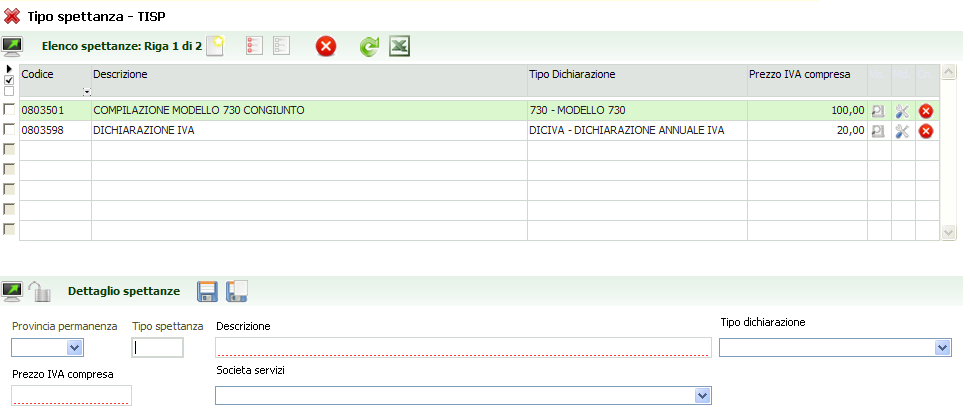 Tipo spettanza - TISP
Elenco spettanze: Riga 1 di 2
Codice Descrizione Tipo Dichiarazione Prezzo IVA compresa
0803501 COMPILAZIONE MODELLO 730 CONGIUNTO 730 - MODELLO 730 100,00
0803598 DICHIARAZIONE IVA DICIVA - DICHIARAZIONE ANNUALE IVA 20,00
Dettaglio spettanze
Provincia permanenza Tipo spettanza Descrizione Tipo dichiarazione
Prezzo IVA compresa Societa servizi